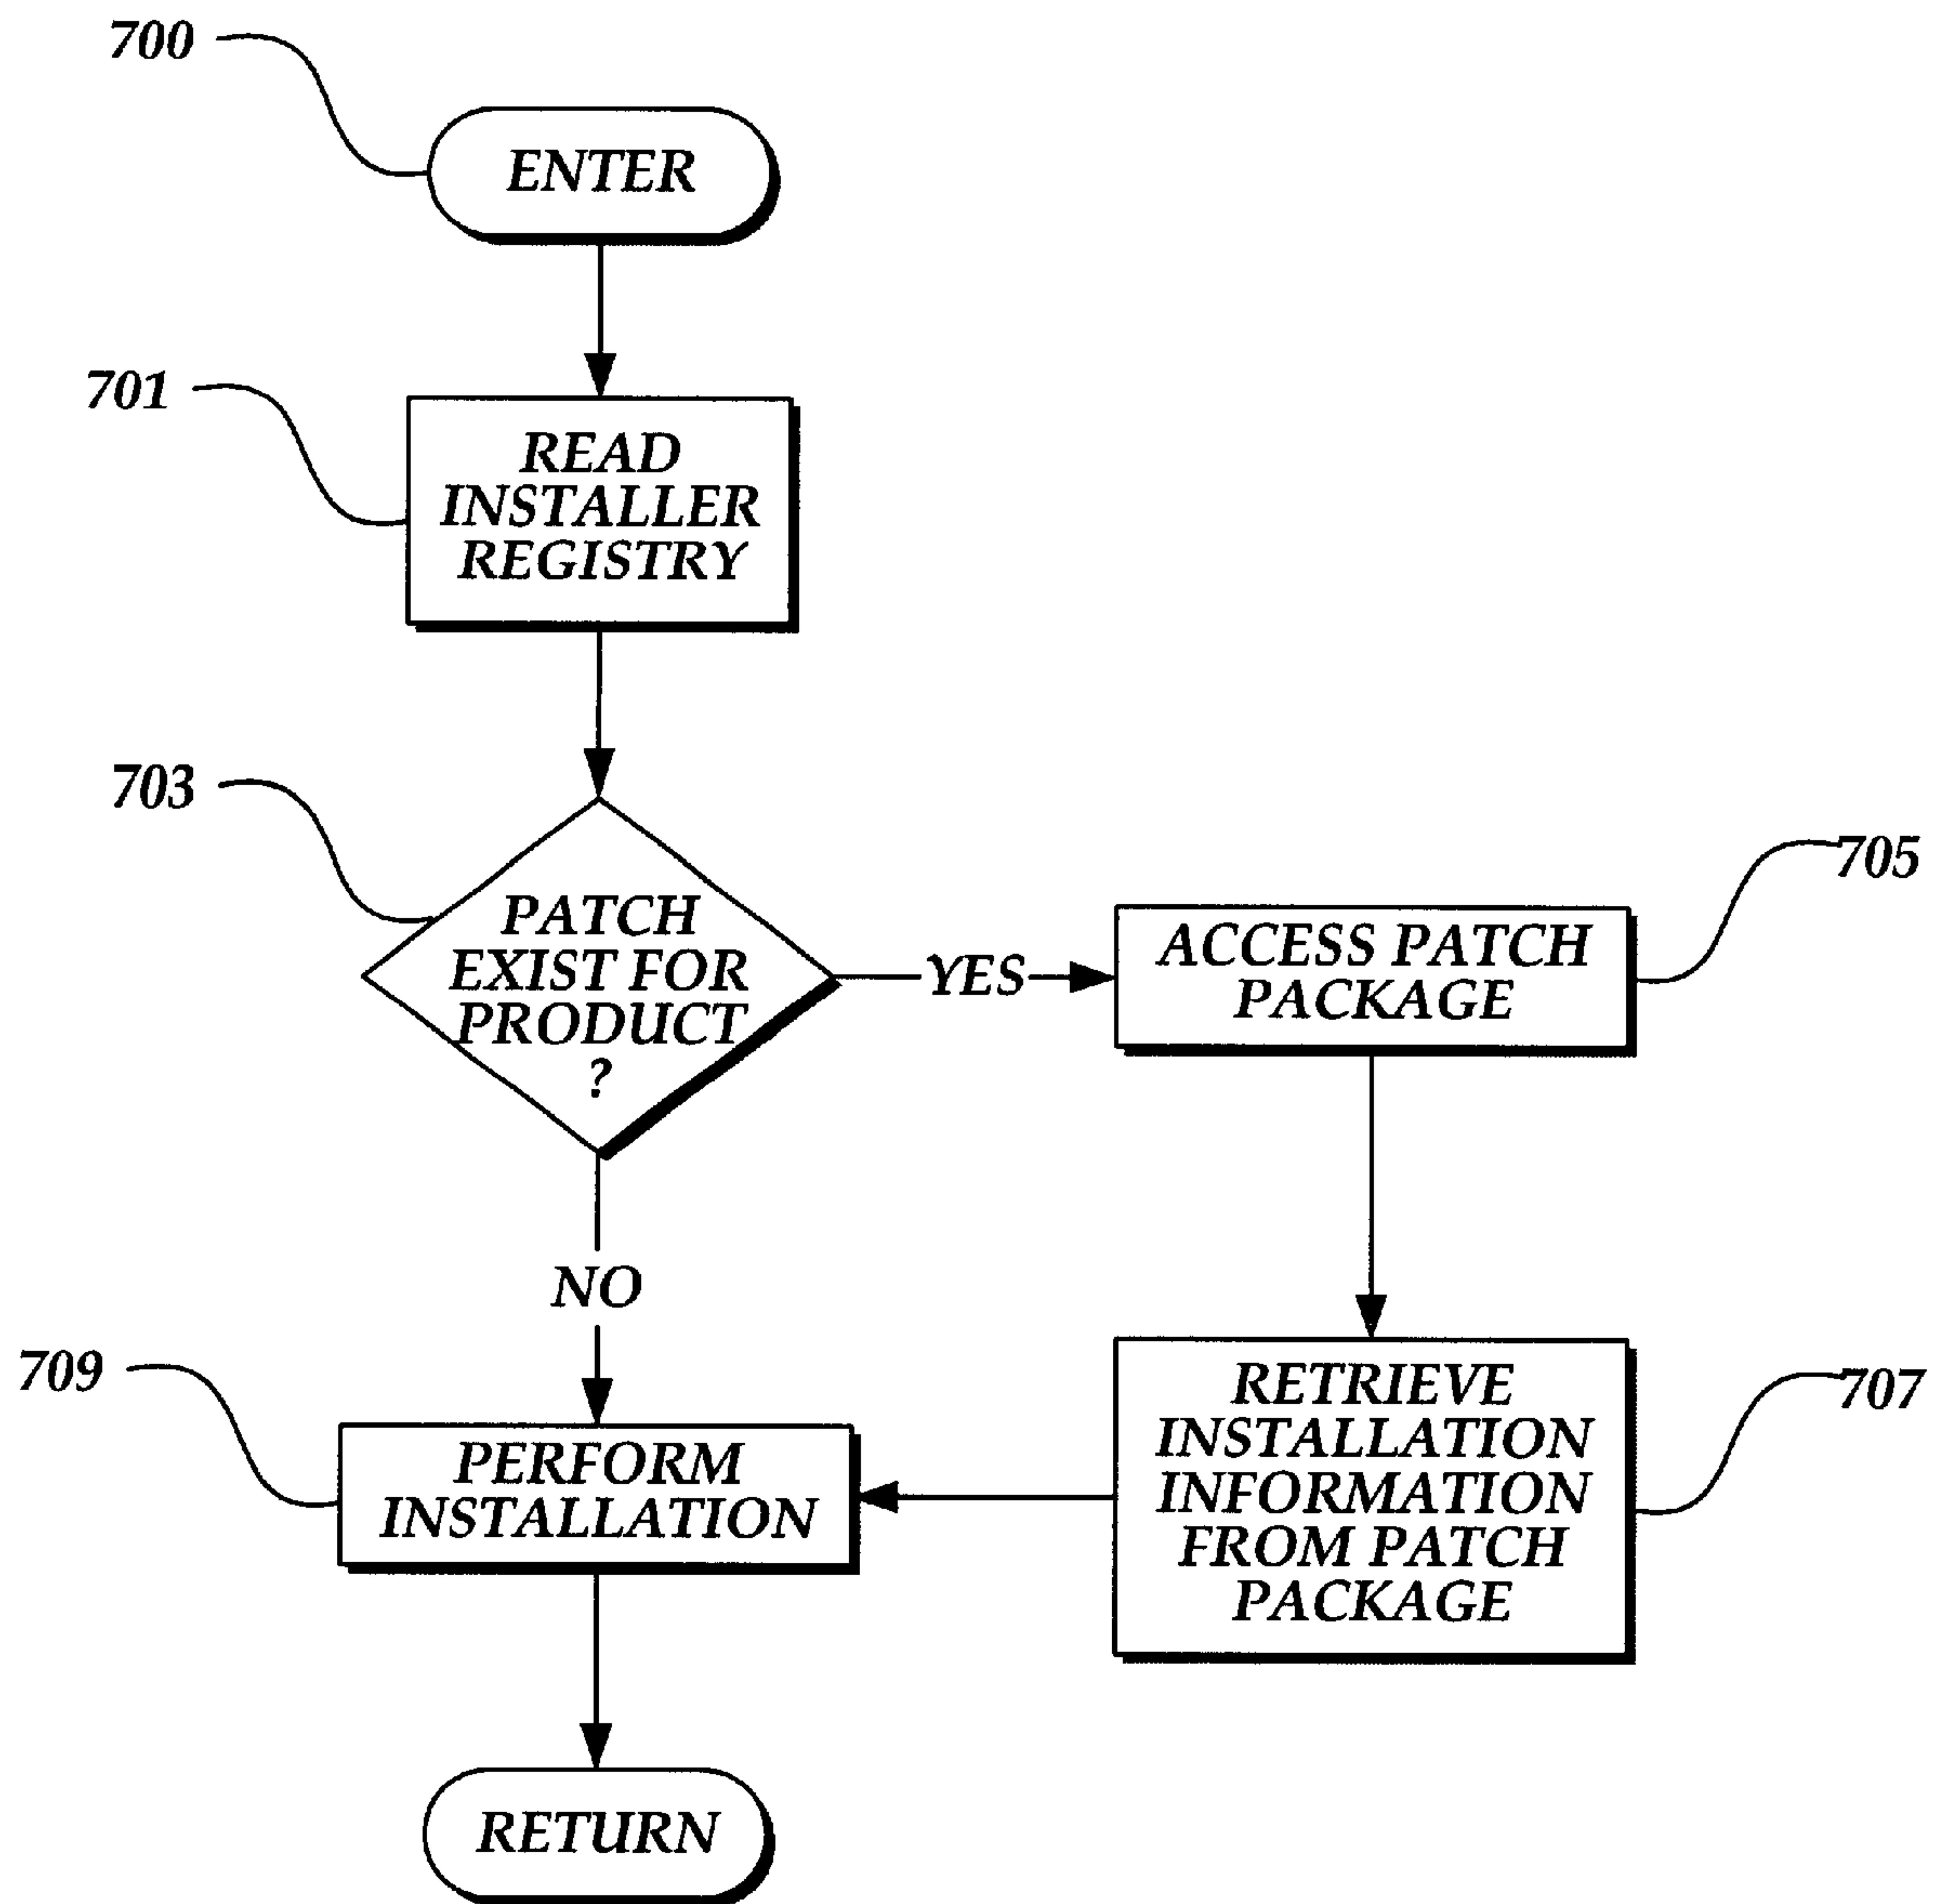 700
ENTER
701
READ
INSTALLER
REGISTRY
703
PATCH
EXIST FOR
PRODUCT
?
YES
705
ACCESS PATCH
PACKAGE
NO
707
RETRIEVE
INSTALLATION
INFORMATION
FROM PATCH
PACKAGE
709
PERFORM
INSTALLATION
RETURN